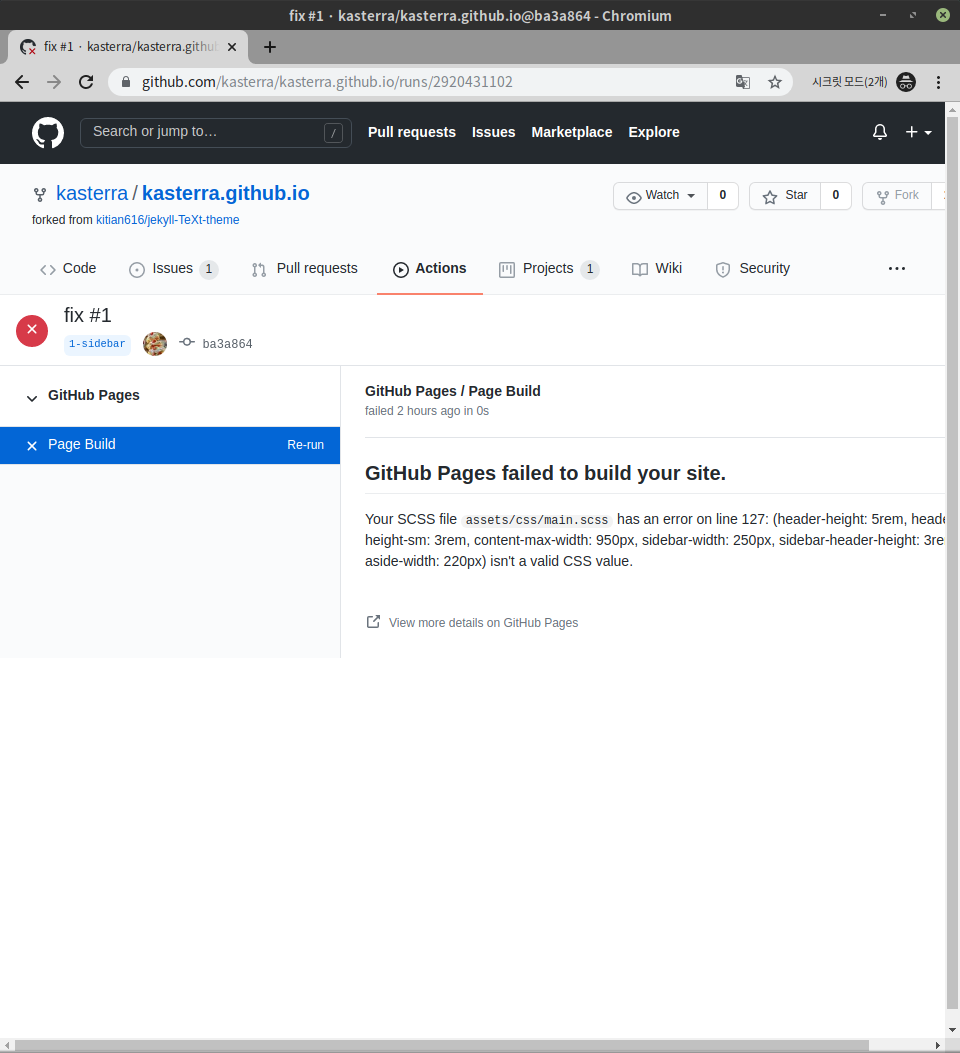 fix #1 · kasterra/kasterra.github.io@ba3a864 - Chromium
fix #1 · kasterra/kasterra.githu
github.com/kasterra/kasterra.github.io/runs/2920431102
시크릿 모드(2개)
Search or jump to… /
Pull requests Issues Marketplace Explore
kasterra / kasterra.github.io
Watch 0 Star 0 Fork
forked from kitian616/jekyll-TeXt-theme
Code Issues 1 Pull requests Actions Projects 1 Wiki Security
fix #1
1-sidebar ba3a864
GitHub Pages
Page Build Re-run
GitHub Pages / Page Build
failed 2 hours ago in 0s
GitHub Pages failed to build your site.
Your SCSS file assets/css/main.scss has an error on line 127: (header-height: 5rem, heade
height-sm: 3rem, content-max-width: 950px, sidebar-width: 250px, sidebar-header-height: 3re
aside-width: 220px) isn't a valid CSS value.
View more details on GitHub Pages